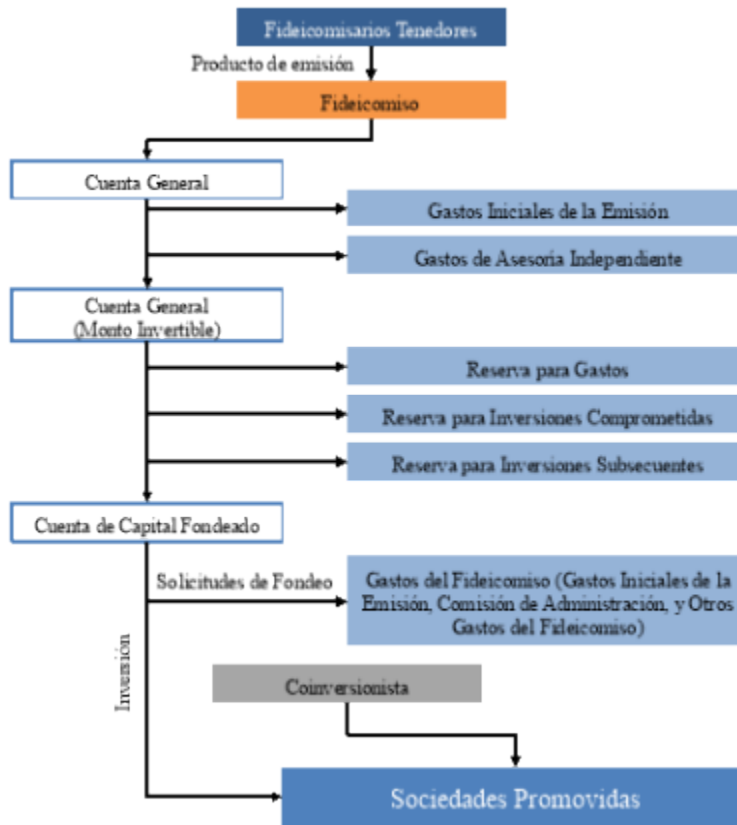 Fideicomisarios Tenedores
Producto de emisión
Fideicomiso
Cuenta General
Gastos Iniciales de la Emisión
Gastos de Asesoría Independiente
Cuenta General
(Monto Invertible)
Reserva para Gastos
Reserva para Inversiones Comprometidas
Reserva para Inversiones Subsecuentes
Cuenta de Capital Fondeado
Solicitudes de Fondeo
Gastos del Fideicomiso (Gastos Iniciales de la
Emisión, Comisión de Administración, y Otros
Gastos del Fideicomiso)
Inversión
Coinversionista
Sociedades Promovidas